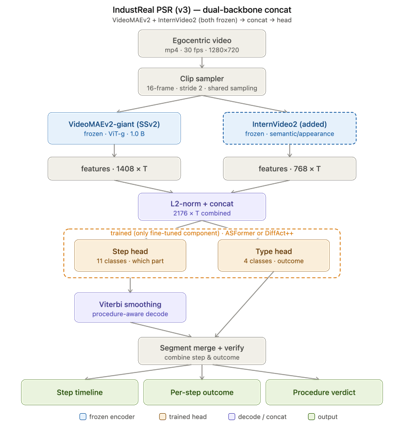 IndustReal PSR (v3) — dual-backbone concat
VideoMAEv2 + InternVideo2 (both frozen) → concat → head
Egocentric video
mp4 · 30 fps · 1280×720
Clip sampler
16-frame · stride 2 · shared sampling
VideoMAEv2-giant (SSv2)
frozen · ViT-g · 1.0 B
InternVideo2 (added)
frozen · semantic/appearance
features · 1408 × T
features · 768 × T
L2-norm + concat
2176 × T combined
trained (only fine-tuned component) · ASFormer or DiffAct++
Step head
11 classes · which part
Type head
4 classes · outcome
Viterbi smoothing
procedure-aware decode
Segment merge + verify
combine step & outcome
Step timeline
Per-step outcome
Procedure verdict
frozen encoder
trained head
decode / concat
output